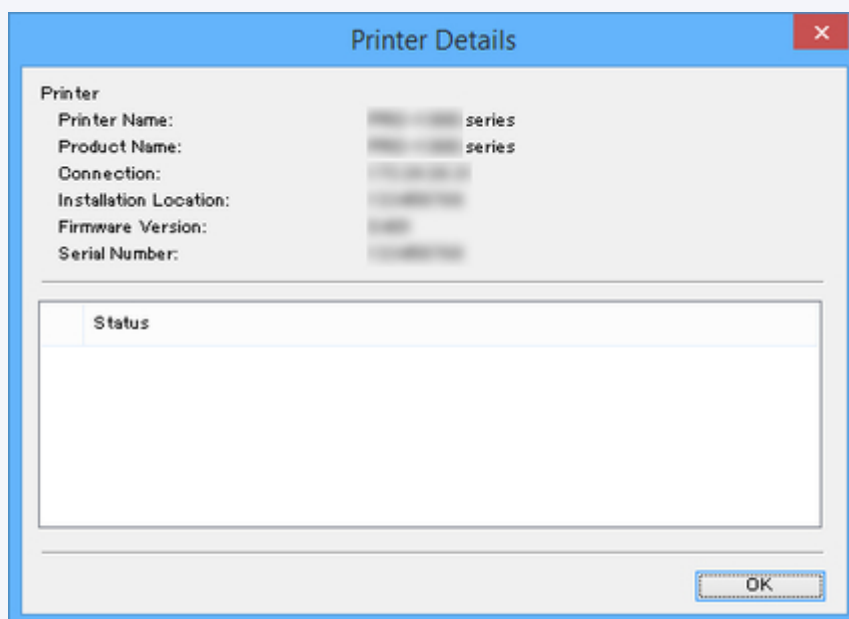 Printer Details
Printer
Printer Name: series
Product Name: series
Connection:
Installation Location:
Firmware Version:
Serial Number:
Status
OK